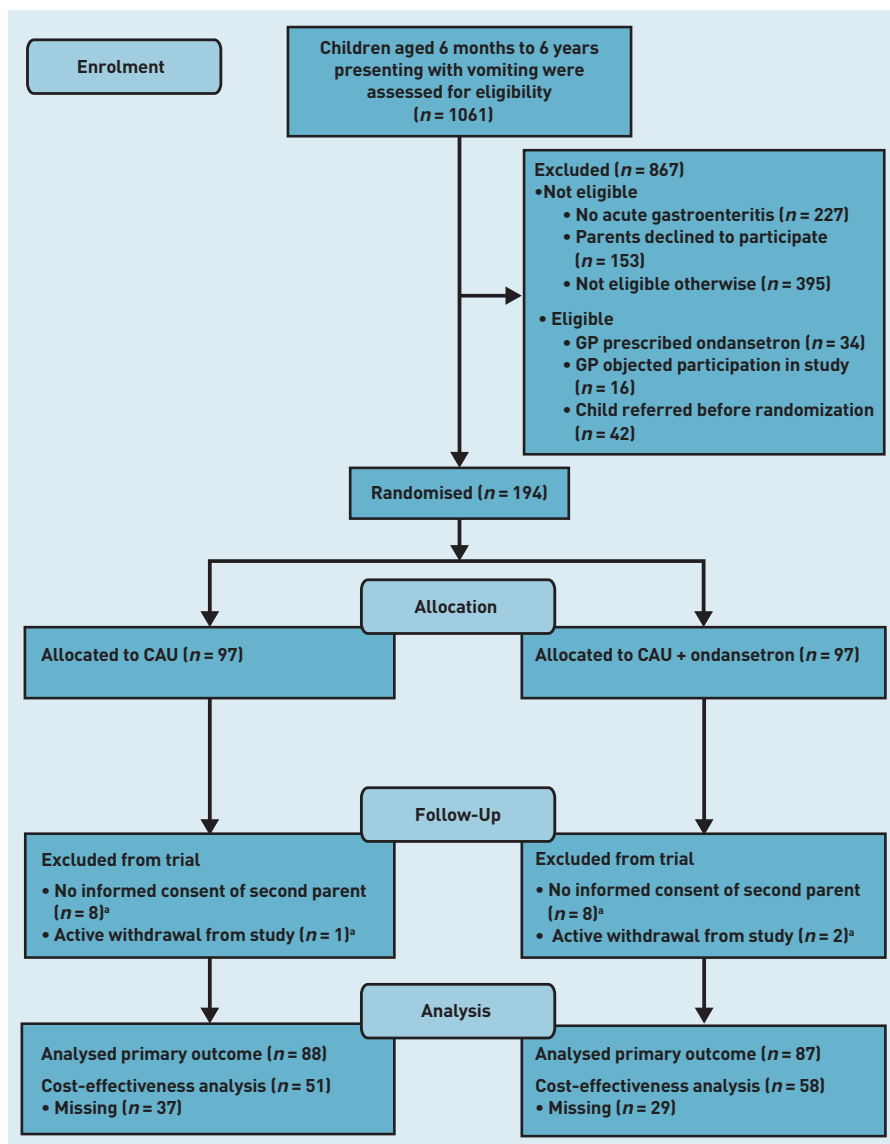 Enrolment
Children aged 6 months to 6 years
presenting with vomiting were
assessed for eligibility
(n = 1061)
Excluded (n = 867)
•Not eligible
• No acute gastroenteritis (n = 227)
• Parents declined to participate
(n = 153)
• Not eligible otherwise (n = 395)
• Eligible
• GP prescribed ondansetron (n = 34)
• GP objected participation in study
(n = 16)
• Child referred before randomization
(n = 42)
Randomised (n = 194)
Allocation
Allocated to CAU (n = 97)
Allocated to CAU + ondansetron (n = 97)
Follow-Up
Excluded from trial
• No informed consent of second parent
(n = 8)ª
• Active withdrawal from study (n = 1)ª
Excluded from trial
• No informed consent of second parent
(n = 8)ª
• Active withdrawal from study (n = 2)ª
Analysis
Analysed primary outcome (n = 88)
Cost-effectiveness analysis (n = 51)
• Missing (n = 37)
Analysed primary outcome (n = 87)
Cost-effectiveness analysis (n = 58)
• Missing (n = 29)